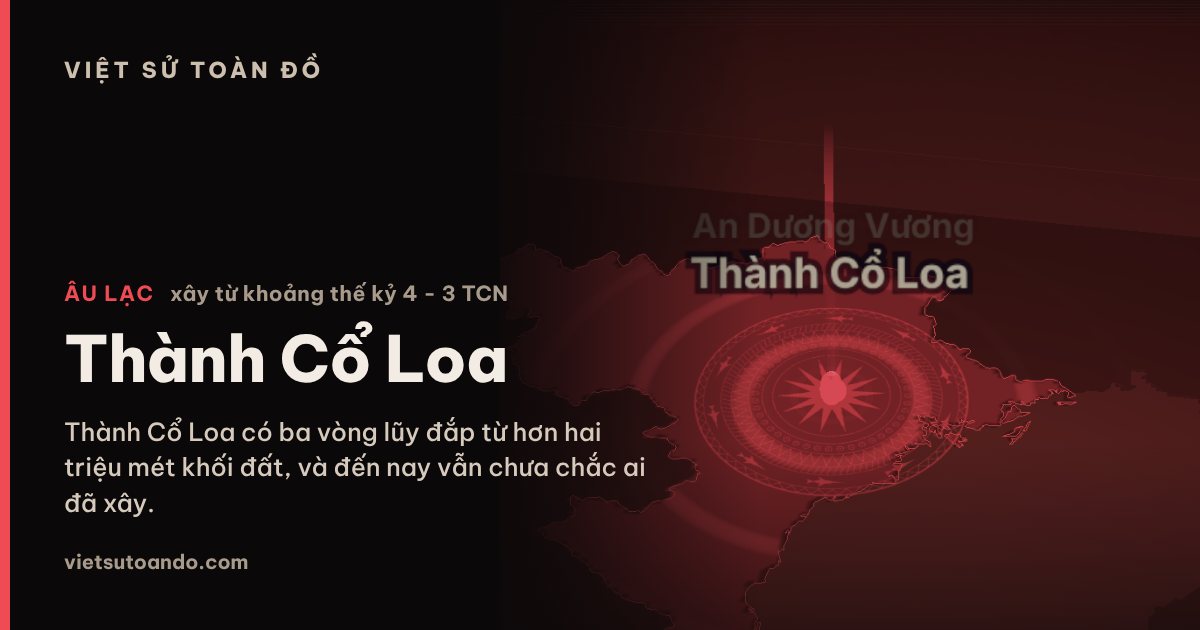 VIỆT SỬ TOÀN ĐỒ
An Dương Vương
Thành Cổ Loa
ÂU LẠC xây từ khoảng thế kỷ 4 - 3 TCN
Thành Cổ Loa
Thành Cổ Loa có ba vòng lũy đắp từ hơn hai
triệu mét khối đất, và đến nay vẫn chưa chắc ai
đã xây.
vietsutoando.com